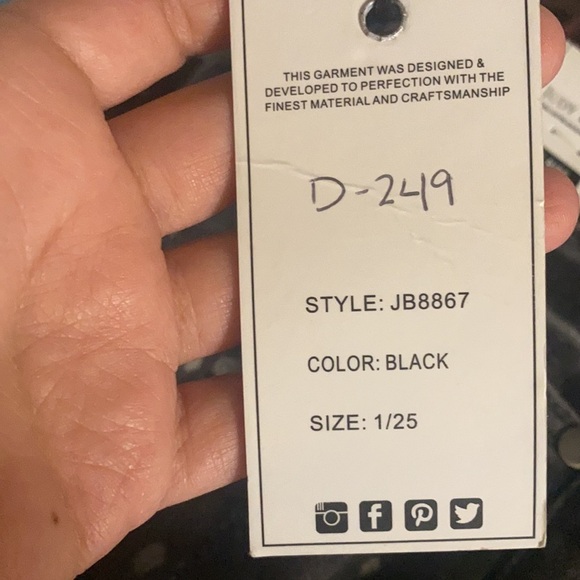 THIS GARMENT WAS DESIGNED &
DEVELOPED TO PERFECTION WITH THE
FINEST MATERIAL AND CRAFTSMANSHIP
D-249
STYLE: JB8867
COLOR: BLACK
SIZE: 1/25